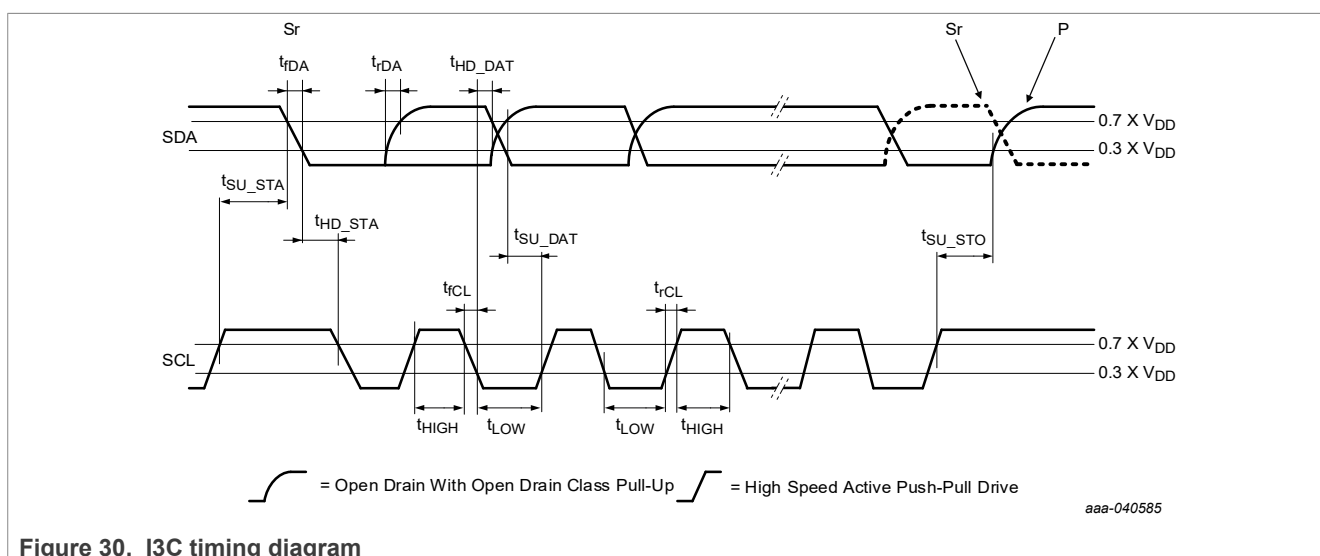 Sr
Sr
P
tfDA
trDA
tHD_DAT
SDA
0.7 X VDD
0.3 X VDD
tSU_STA
tHD_STA
tSU_DAT
tSU_STO
tfCL
trCL
SCL
0.7 X VDD
0.3 X VDD
tHIGH
tLOW
tLOW
tHIGH
= Open Drain With Open Drain Class Pull-Up
= High Speed Active Push-Pull Drive
aaa-040585
Figure 30. I3C timing diagram